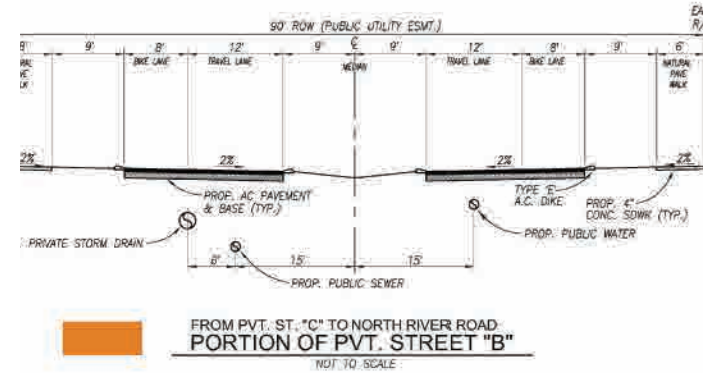 EA
90' ROW (PUBLIC UTILITY ESMT.)
R/
8' 9' 8' 12' 9' ℄ 9' 12' 8' 9' 6'
BIKE LANE TRAVEL LANE MEDIAN TRAVEL LANE BIKE LANE NATURAL
PAVE
WALK
2% 2% 2% 2%
PROP. AC PAVEMENT
& BASE (TYP.)
TYPE "E"
A.C. DIKE
PROP. 4"
CONC. SDWK (TYP.)
PRIVATE STORM DRAIN
PROP. PUBLIC WATER
6' 15' 15'
PROP. PUBLIC SEWER
FROM PVT. ST. "C" TO NORTH RIVER ROAD
PORTION OF PVT. STREET "B"
NOT TO SCALE